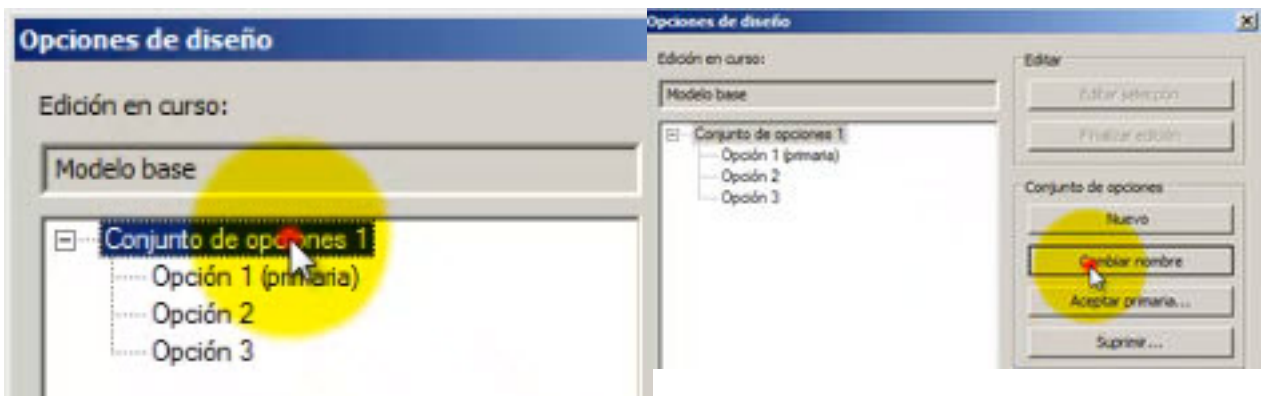 Opciones de diseño
Edición en curso:
Modelo base
Conjunto de opciones 1
Opción 1 (primaria)
Opción 2
Opción 3
Opciones de diseño
Edición en curso:
Modelo base
Conjunto de opciones 1
Opción 1 (primaria)
Opción 2
Opción 3
Editar
Editar selección
Finalizar edición
Conjunto de opciones
Nuevo
Cambiar nombre
Aceptar primaria...
Suprimir...